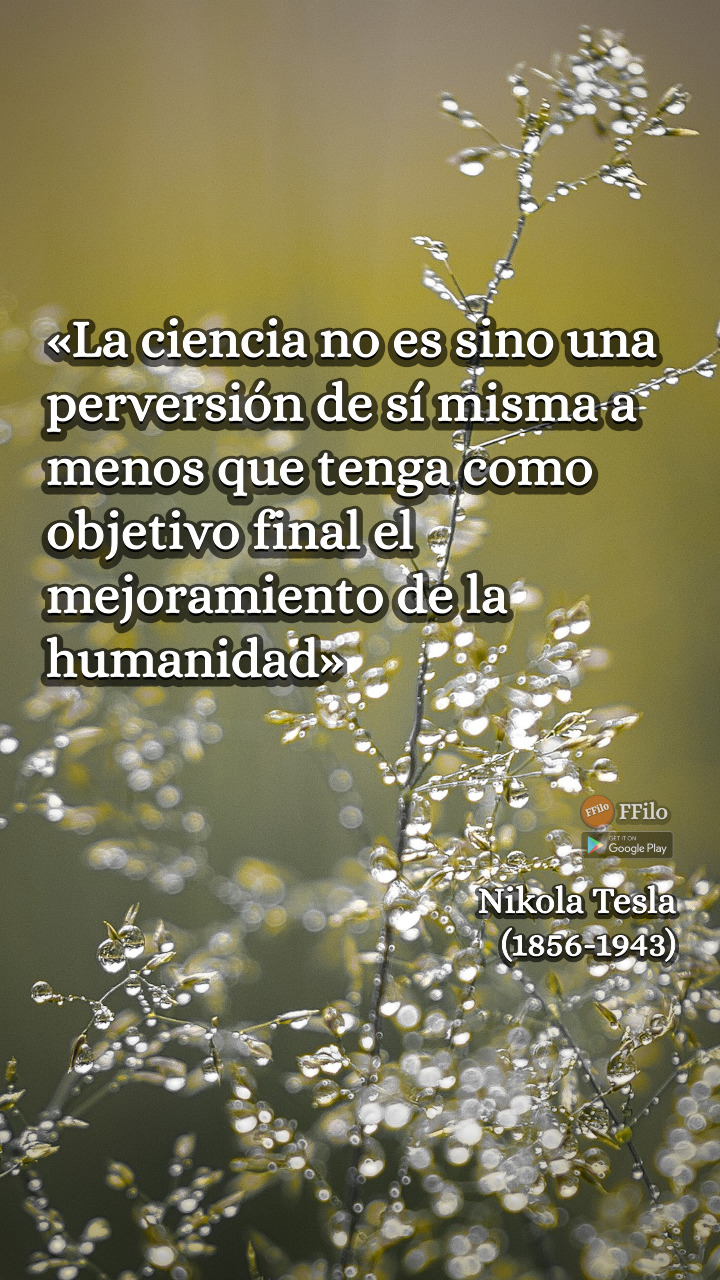 «La ciencia no es sino una
perversión de sí misma a
menos que tenga como
objetivo final el
mejoramiento de la
humanidad»
FFilo FFilo
GET IT ON
Google Play
Nikola Tesla
(1856-1943)